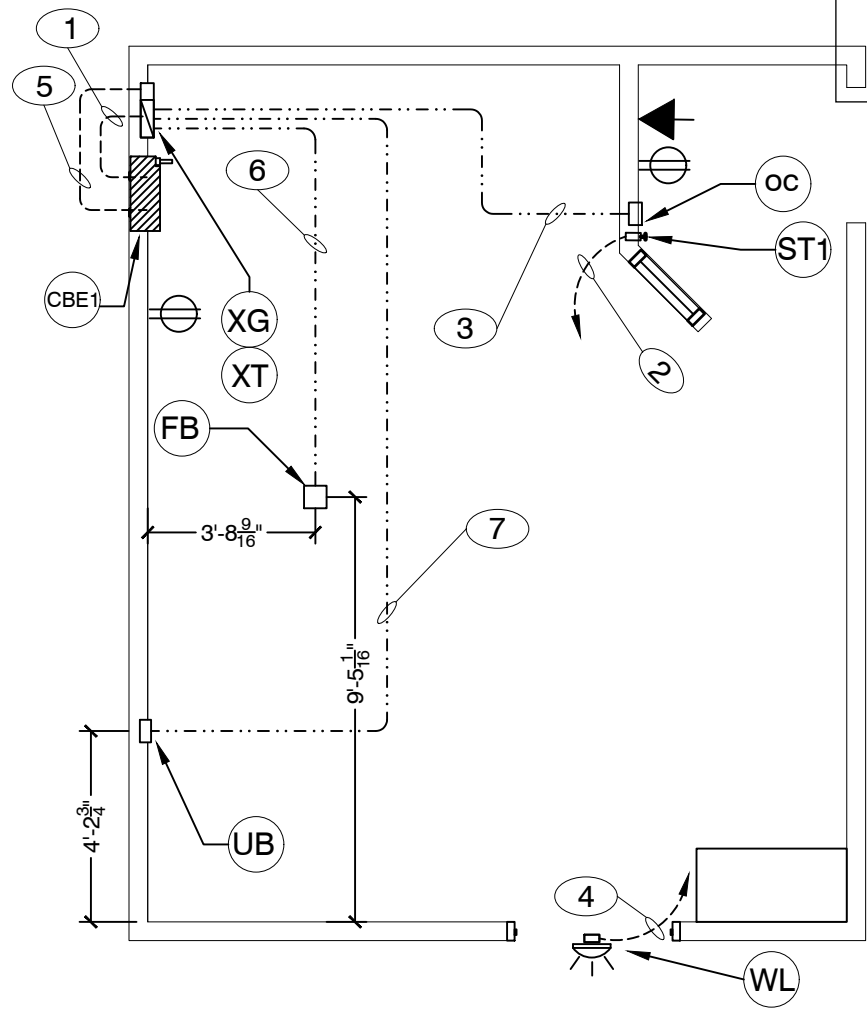 1
5
6
OC
ST1
3
2
CBE1
XG
XT
FB
3'-8 9/16"
7
9'-5 1/16"
4'-2 3/4"
UB
4
WL